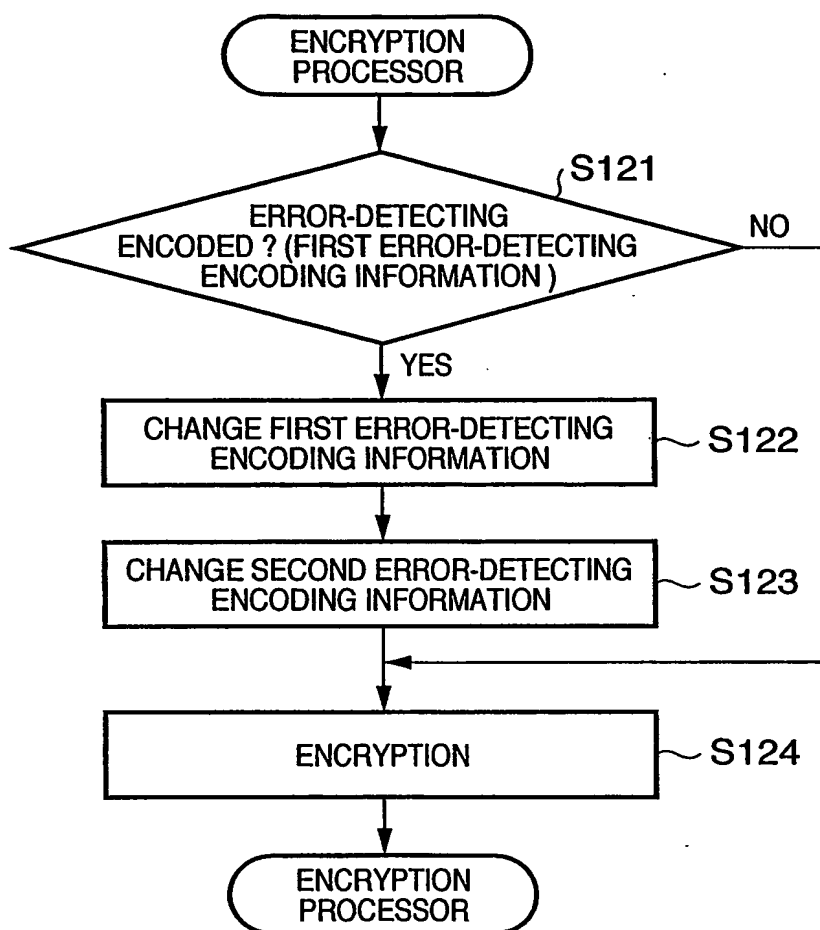 ENCRYPTION
PROCESSOR
S121
ERROR-DETECTING
ENCODED ? (FIRST ERROR-DETECTING
ENCODING INFORMATION )
NO
YES
CHANGE FIRST ERROR-DETECTING
ENCODING INFORMATION
S122
CHANGE SECOND ERROR-DETECTING
ENCODING INFORMATION
S123
ENCRYPTION
S124
ENCRYPTION
PROCESSOR